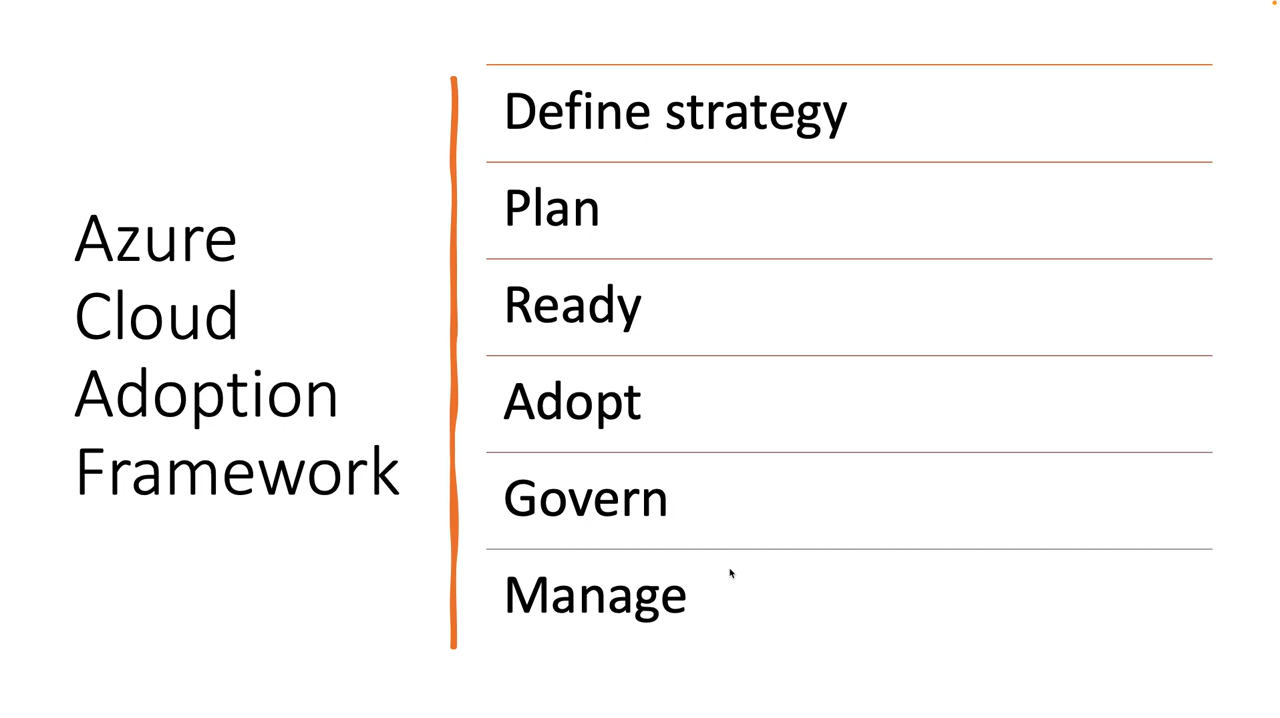 Azure
Cloud
Adoption
Framework
Define strategy
Plan
Ready
Adopt
Govern
Manage